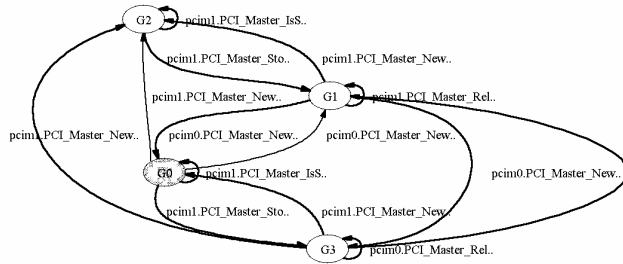 G2
pcim1.PCI_Master_IsS..
pcim1.PCI_Master_Sto..
pcim1.PCI_Master_New..
G1
pcim1.PCI_Master_New..
pcim1.PCI_Master_Rel..
pcim1.PCI_Master_New..
pcim0.PCI_Master_New..
pcim0.PCI_Master_New..
G0
pcim1.PCI_Master_IsS..
pcim0.PCI_Master_New..
pcim1.PCI_Master_Sto..
pcim1.PCI_Master_New..
G3
pcim0.PCI_Master_Rel..